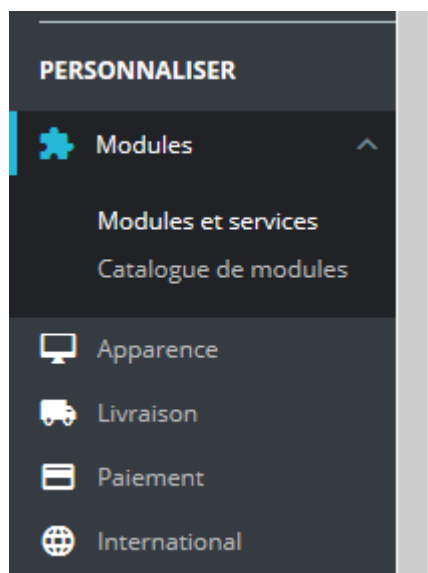 PERSONNALISER
Modules
Modules et services
Catalogue de modules
Apparence
Livraison
Paiement
International